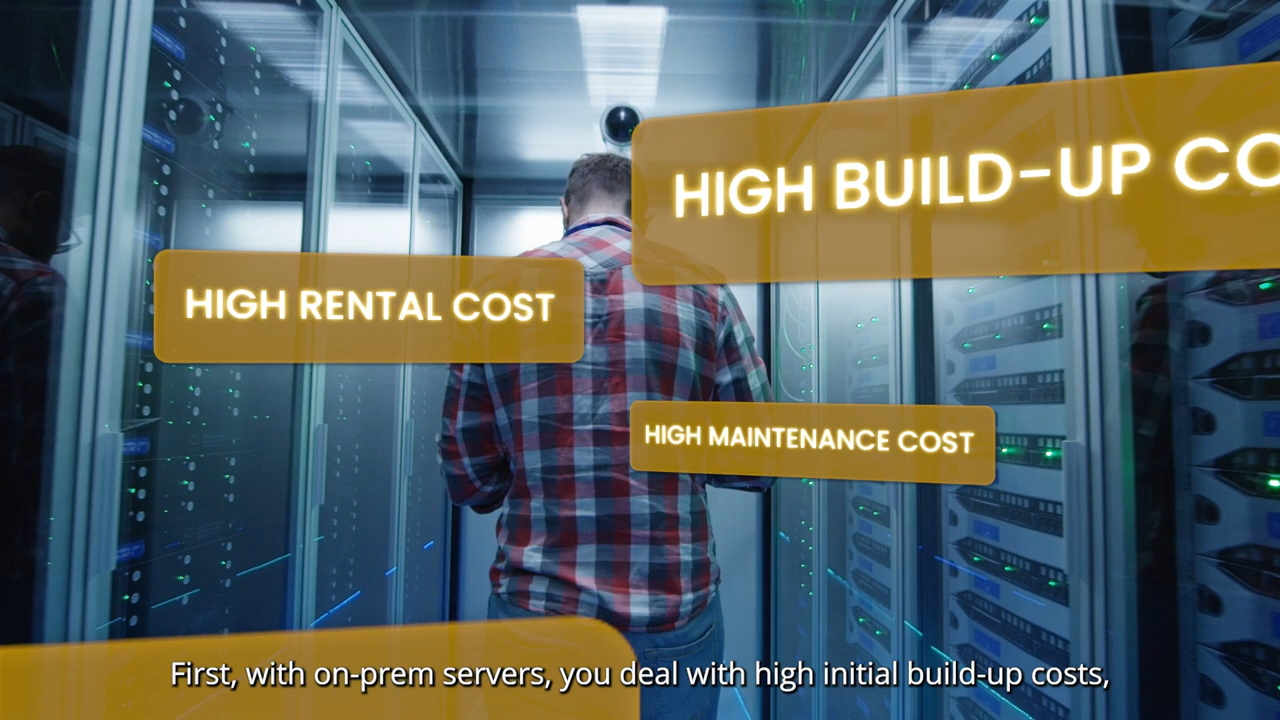 HIGH BUILD-UP
HIGH RENTAL COST
HIGH MAINTENANCE COST
First, with on-prem servers, you deal with high initial build-up costs,